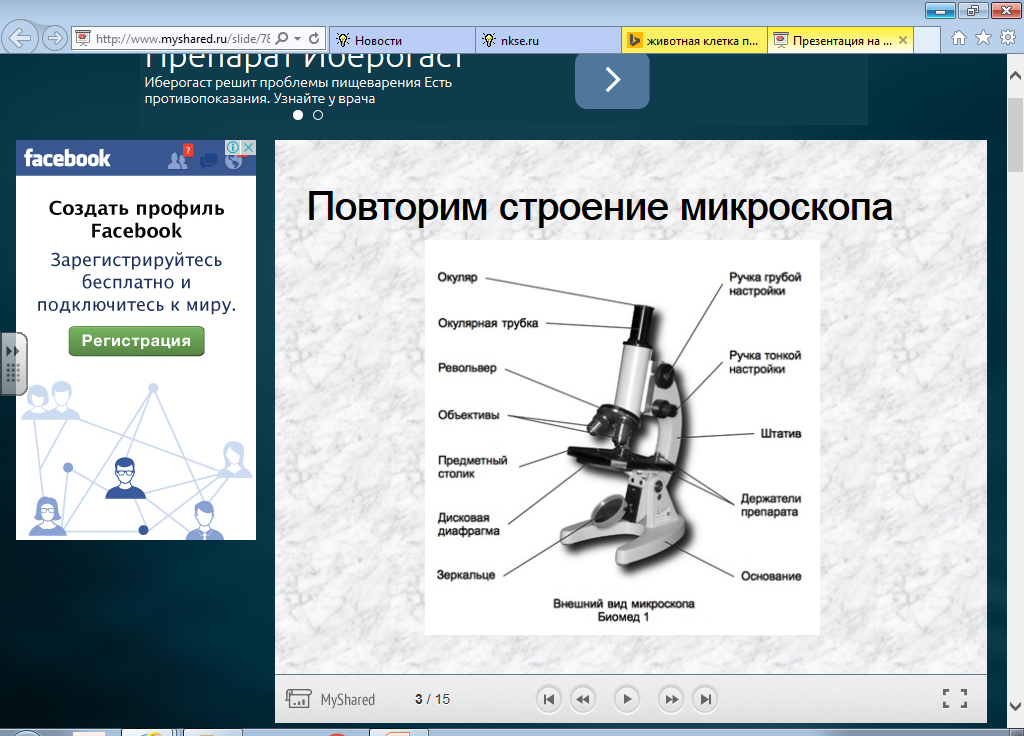 http://www.myshared.ru/slide/78
Новости
nkse.ru
животная клетка п...
Презентация на ...
Препарат Иберогаст
Иберогаст решит проблемы пищеварения Есть
противопоказания. Узнайте у врача
facebook
?
Создать профиль
Facebook
Зарегистрируйтесь
бесплатно и
подключитесь к миру.
Регистрация
Повторим строение микроскопа
Окуляр
Окулярная трубка
Револьвер
Объективы
Предметный
столик
Дисковая
диафрагма
Зеркальце
Ручка грубой
настройки
Ручка тонкой
настройки
Штатив
Держатели
препарата
Основание
Внешний вид микроскопа
Биомед 1
MyShared
3 / 15